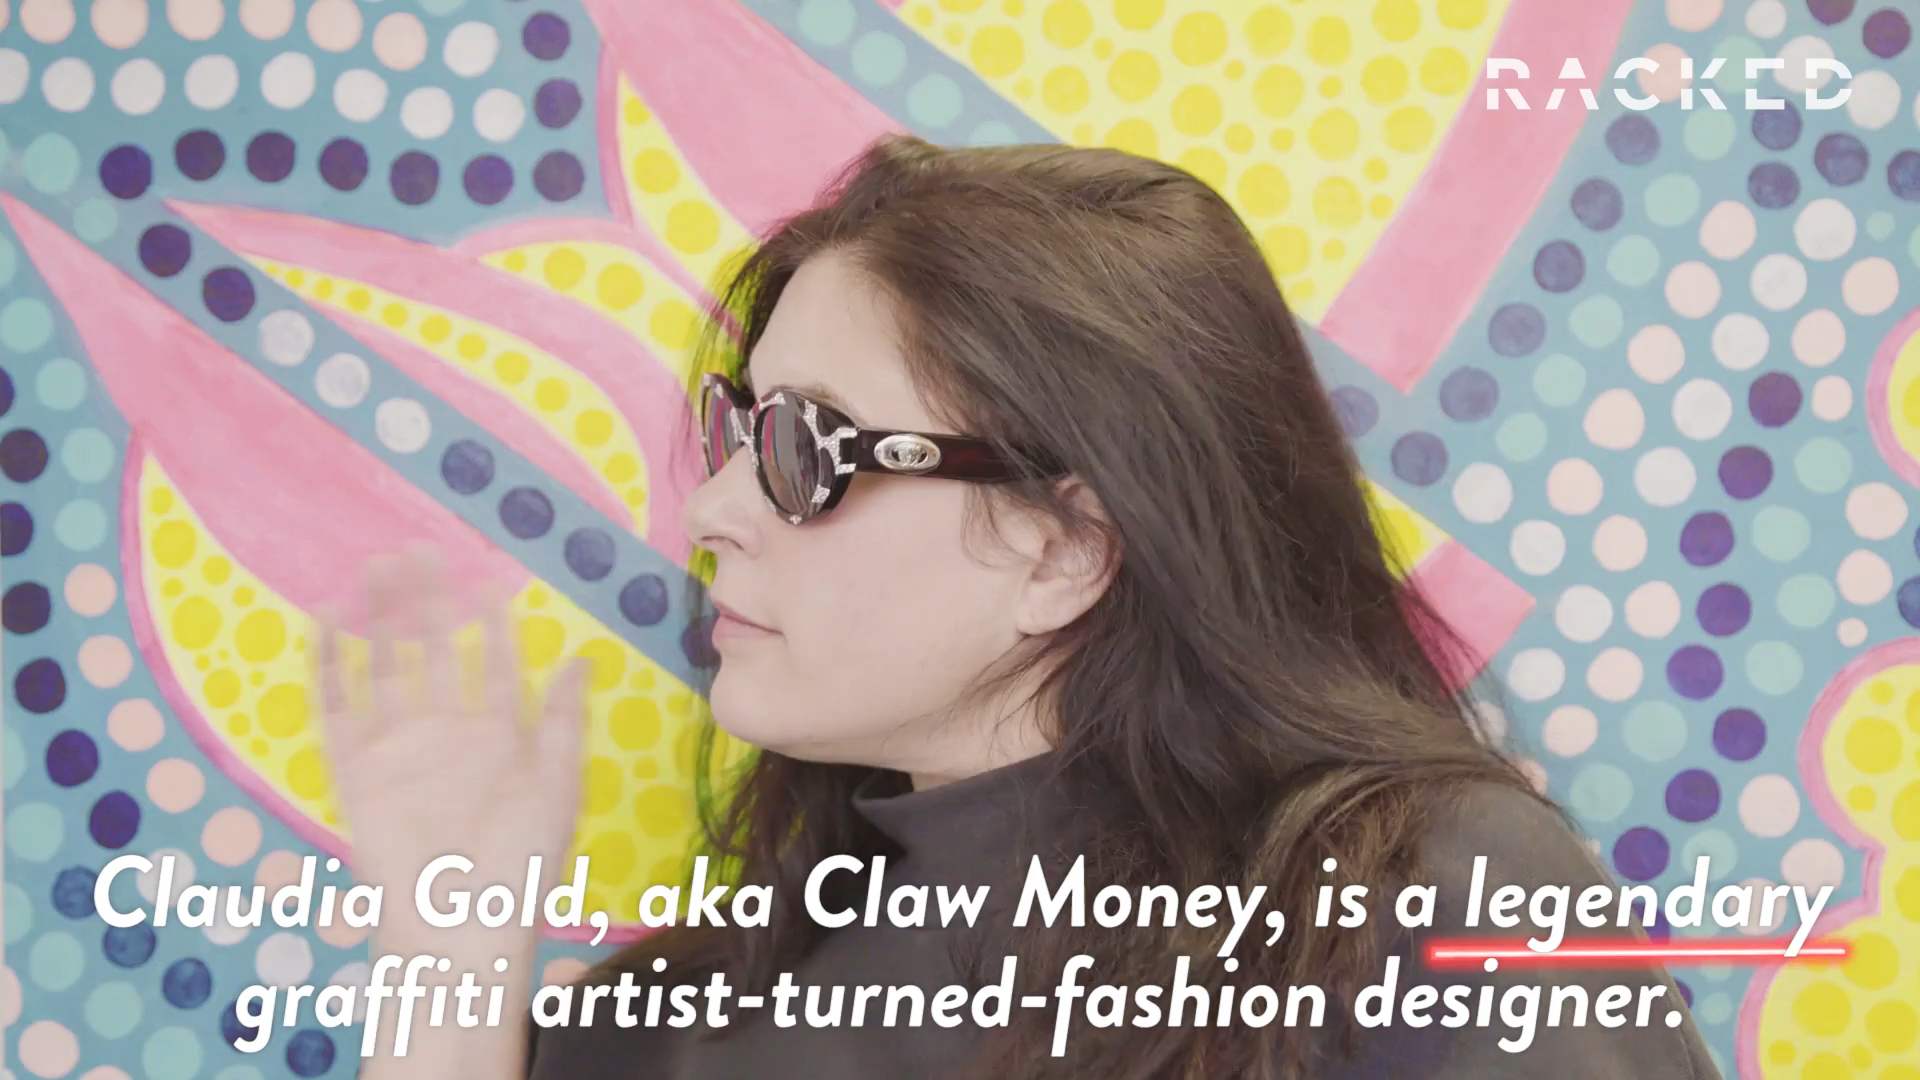 RACKED
Claudia Gold, aka Claw Money, is a legendary
graffiti artist-turned-fashion designer.